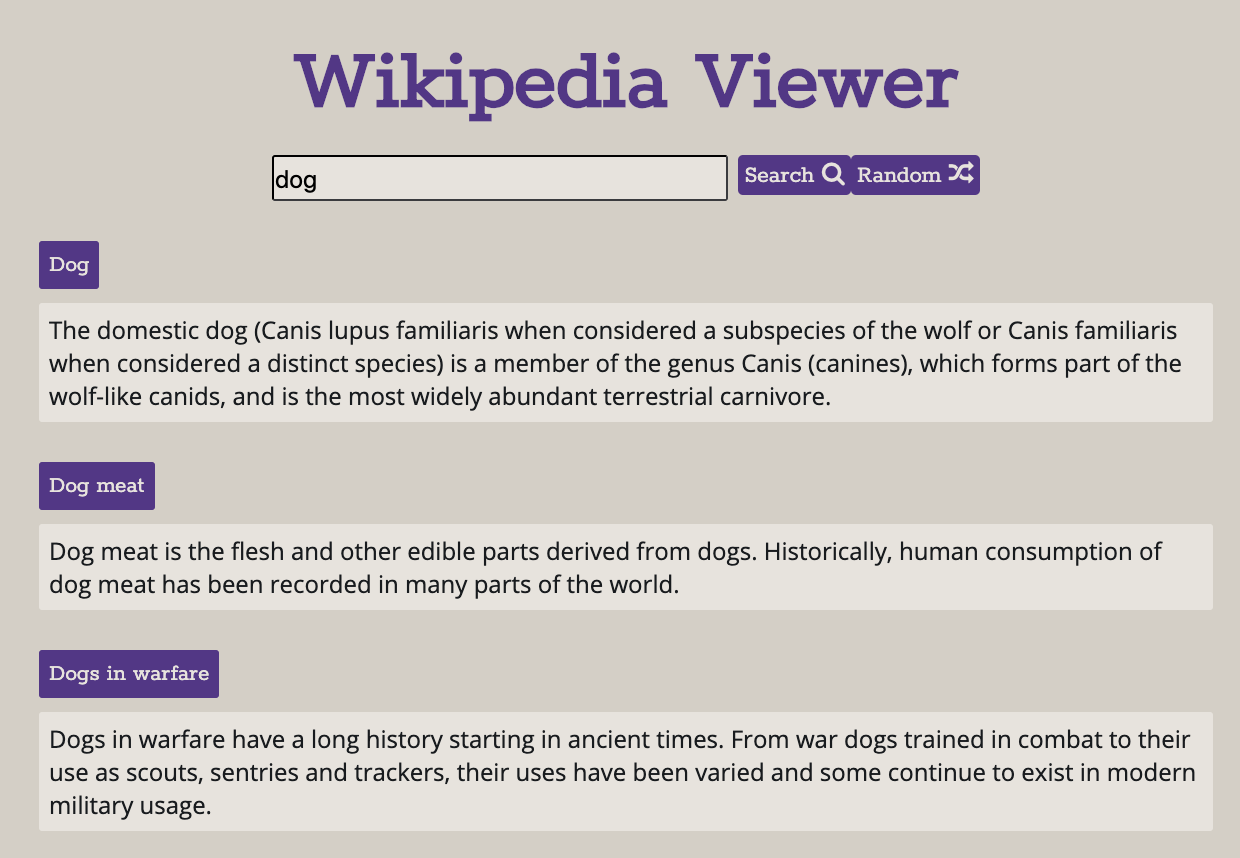 Wikipedia Viewer
dog
Search Random
Dog
The domestic dog (Canis lupus familiaris when considered a subspecies of the wolf or Canis familiaris
when considered a distinct species) is a member of the genus Canis (canines), which forms part of the
wolf-like canids, and is the most widely abundant terrestrial carnivore.
Dog meat
Dog meat is the flesh and other edible parts derived from dogs. Historically, human consumption of
dog meat has been recorded in many parts of the world.
Dogs in warfare
Dogs in warfare have a long history starting in ancient times. From war dogs trained in combat to their
use as scouts, sentries and trackers, their uses have been varied and some continue to exist in modern
military usage.